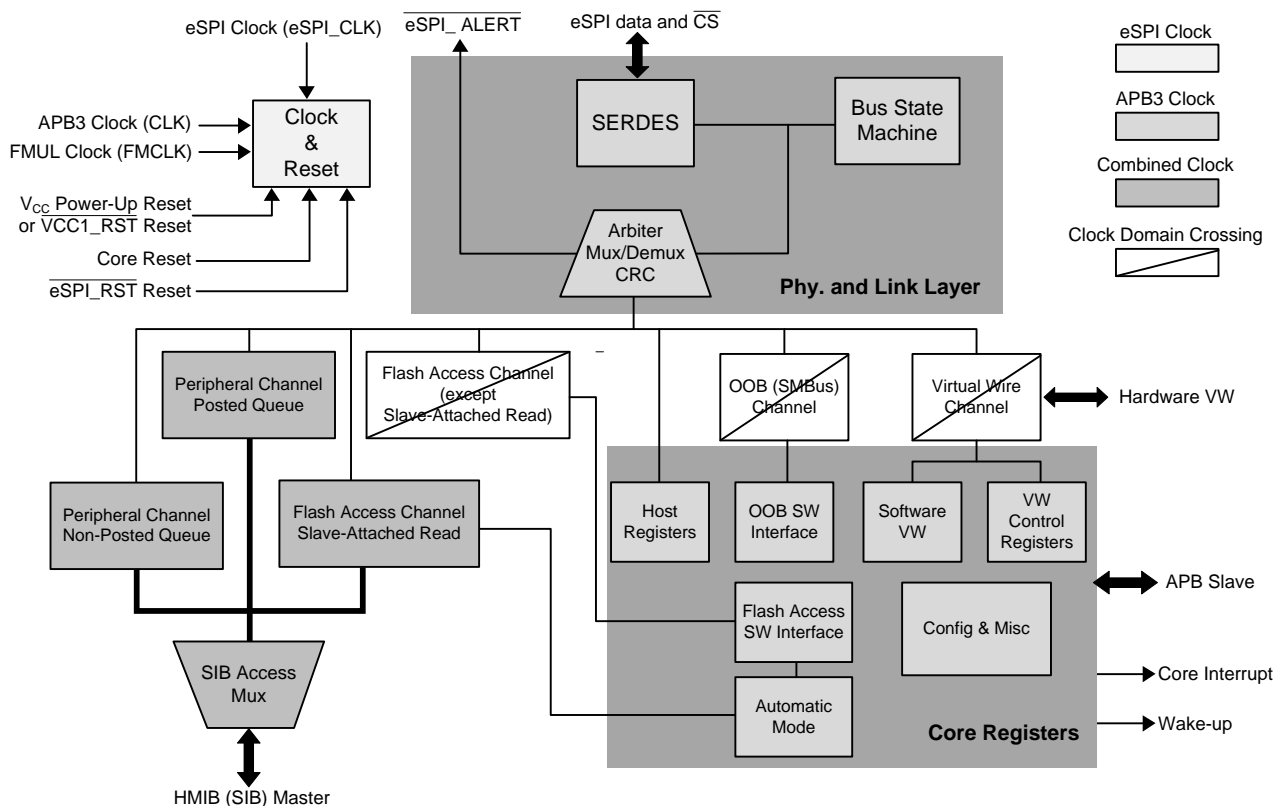 eSPI Clock (eSPI_CLK)
eSPI_ ALERT
eSPI data and CS
eSPI Clock
APB3 Clock
Combined Clock
Clock Domain Crossing
APB3 Clock (CLK)
FMUL Clock (FMCLK)
Clock
&
Reset
VCC Power-Up Reset
or VCC1_RST Reset
Core Reset
eSPI_RST Reset
SERDES
Bus State
Machine
Arbiter
Mux/Demux
CRC
Phy. and Link Layer
Peripheral Channel
Posted Queue
Flash Access Channel
(except
Slave-Attached Read)
OOB (SMBus)
Channel
Virtual Wire
Channel
Hardware VW
Peripheral Channel
Non-Posted Queue
Flash Access Channel
Slave-Attached Read
Host
Registers
OOB SW
Interface
Software
VW
VW
Control
Registers
APB Slave
Flash Access
SW Interface
Config & Misc
SIB Access
Mux
Automatic
Mode
Core Registers
Core Interrupt
Wake-up
HMIB (SIB) Master